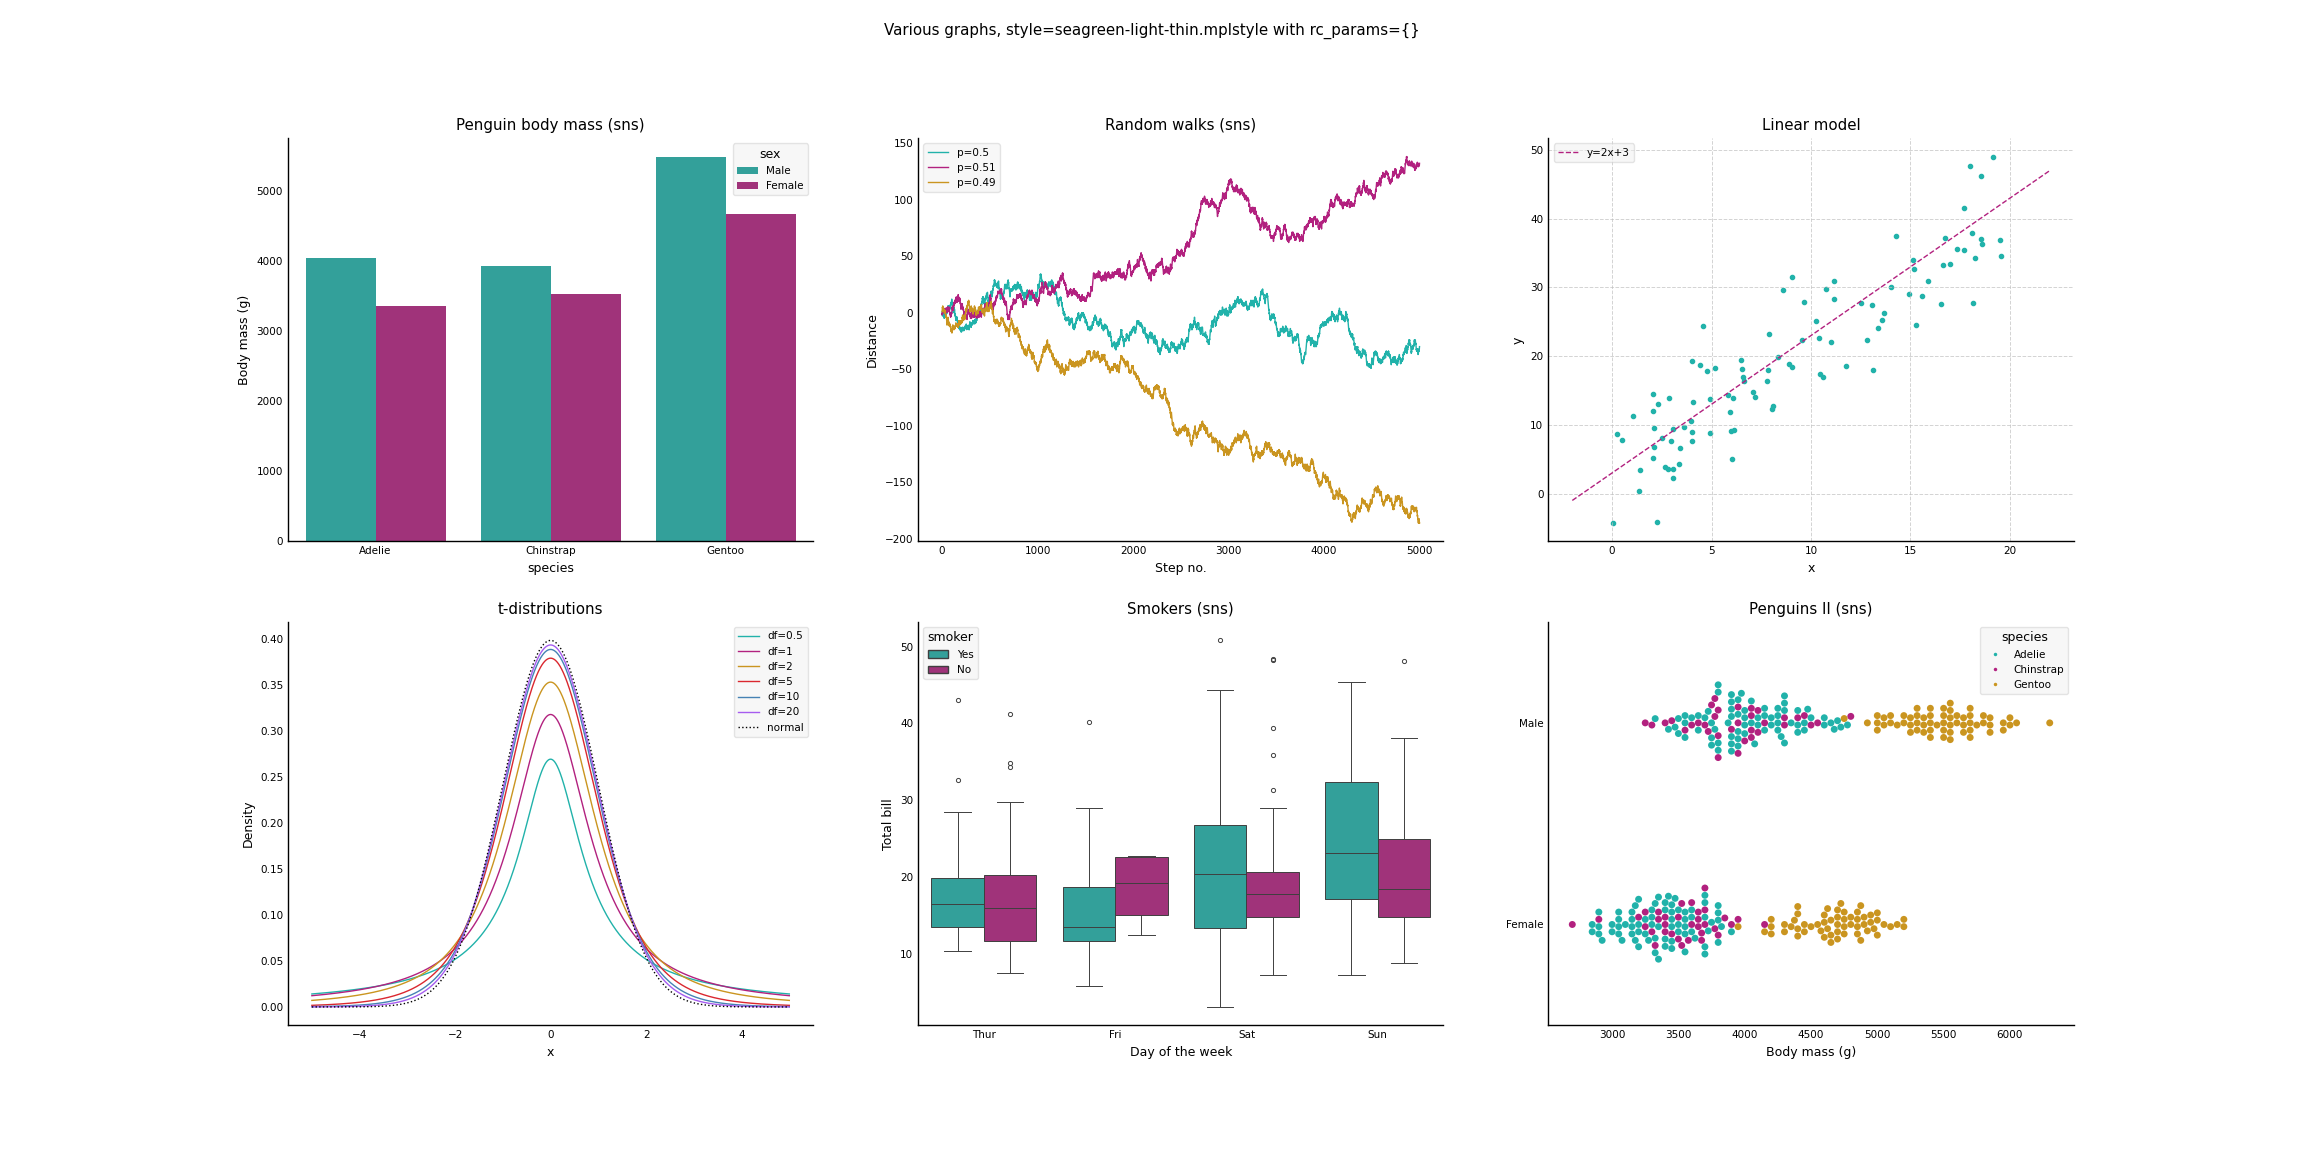 Various graphs, style=seagreen-light-thin.mplstyle with rc_params={}
Penguin body mass (sns)
sex
Male
Female
5000
4000
3000
2000
1000
0
Body mass (g)
Adelie
Chinstrap
Gentoo
species
Random walks (sns)
p=0.5
p=0.51
p=0.49
150
100
50
0
−50
−100
−150
−200
Distance
0
1000
2000
3000
4000
5000
Step no.
Linear model
y=2x+3
50
40
30
20
10
0
y
0
5
10
15
20
x
t-distributions
df=0.5
df=1
df=2
df=5
df=10
df=20
normal
0.40
0.35
0.30
0.25
0.20
0.15
0.10
0.05
0.00
Density
−4
−2
0
2
4
x
Smokers (sns)
smoker
Yes
No
50
40
30
20
10
Total bill
Thur
Fri
Sat
Sun
Day of the week
Penguins II (sns)
species
Adelie
Chinstrap
Gentoo
Male
Female
3000
3500
4000
4500
5000
5500
6000
Body mass (g)